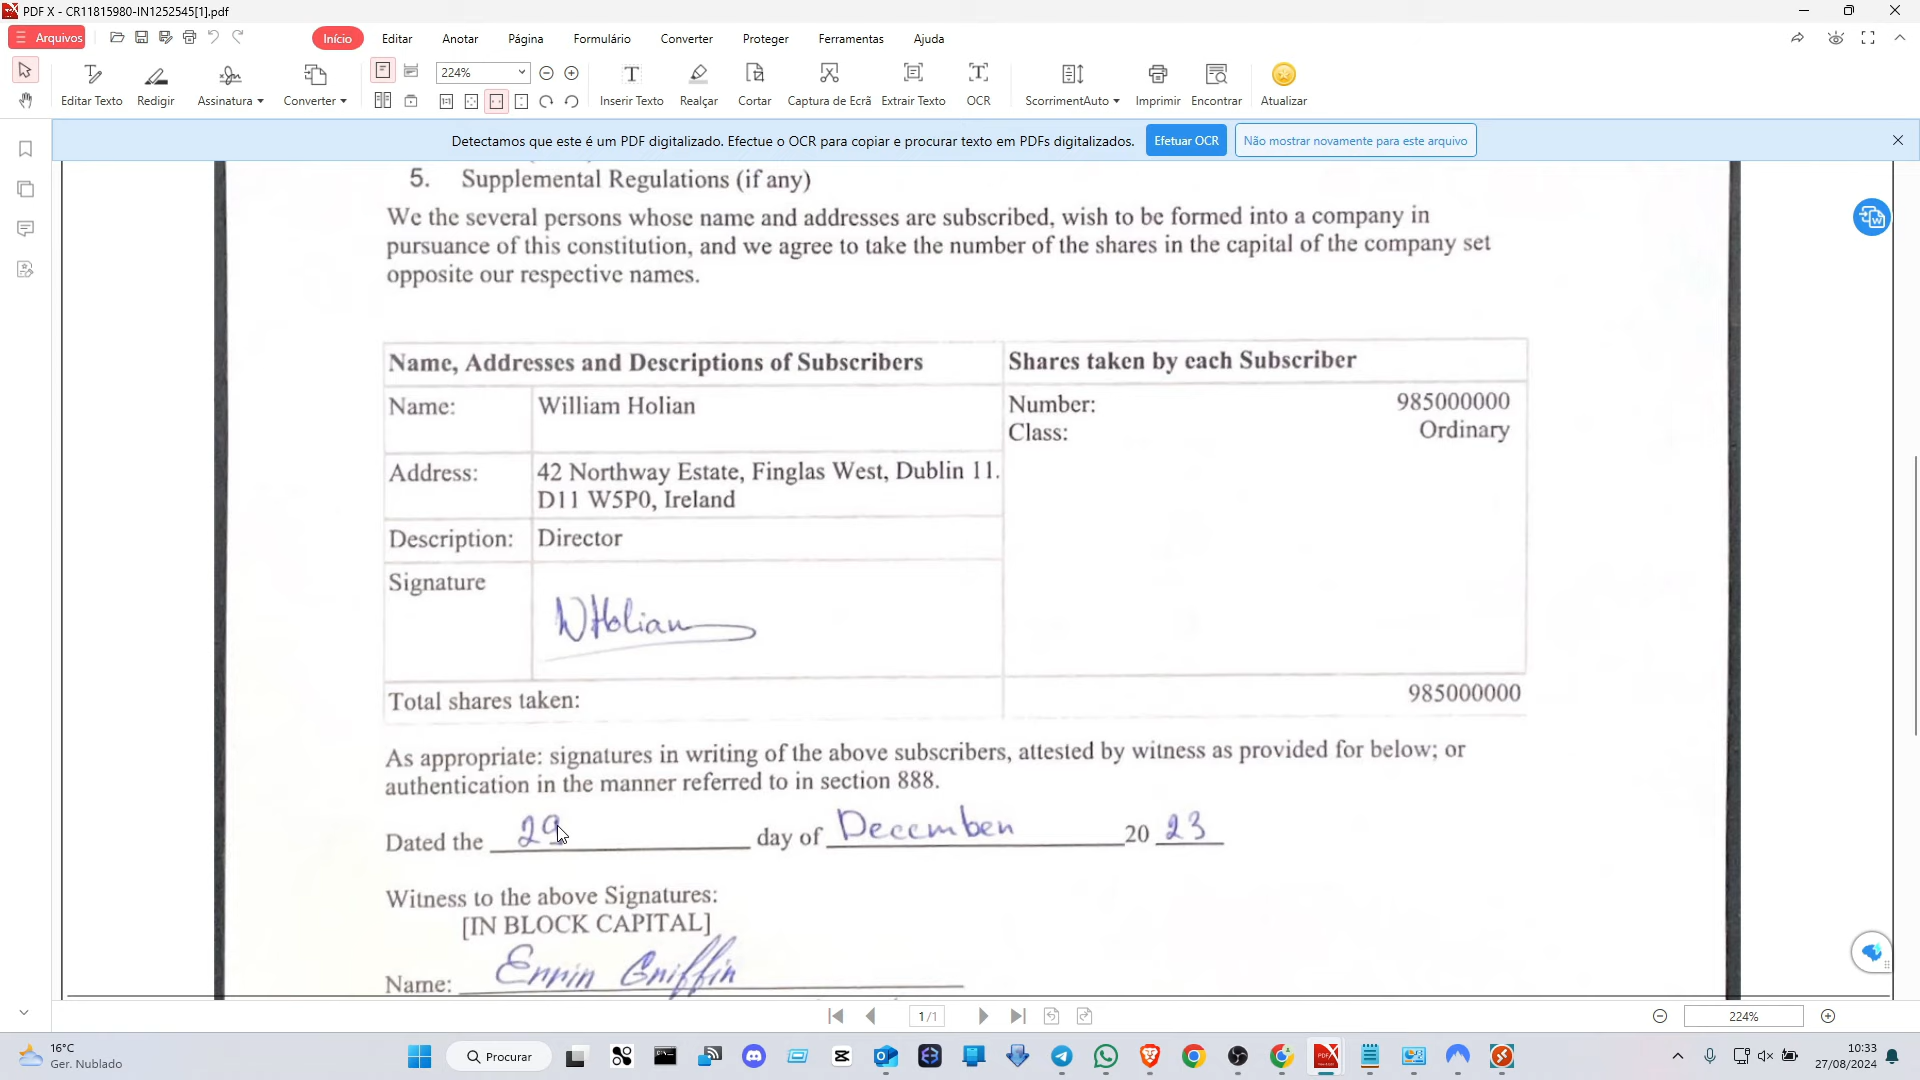 PDF X - CR11815980-IN1252545[1].pdf
Arquivos
Início
Editar
Anotar
Página
Formulário
Converter
Proteger
Ferramentas
Ajuda
224%
Editar Texto
Redigir
Assinatura
Converter
Inserir Texto
Realçar
Cortar
Captura de Ecrã
Extrair Texto
OCR
ScorrimentAuto
Imprimir
Encontrar
Atualizar
Detectamos que este é um PDF digitalizado. Efectue o OCR para copiar e procurar texto em PDFs digitalizados.
Efetuar OCR
Não mostrar novamente para este arquivo
5. Supplemental Regulations (if any)
We the several persons whose name and addresses are subscribed, wish to be formed into a company in
pursuance of this constitution, and we agree to take the number of the shares in the capital of the company set
opposite our respective names.
Name, Addresses and Descriptions of Subscribers
Shares taken by each Subscriber
Name: William Holian
Number: 985000000
Class: Ordinary
Address: 42 Northway Estate, Finglas West, Dublin 11.
D11 W5P0, Ireland
Description: Director
Signature
WHolian
Total shares taken: 985000000
As appropriate: signatures in writing of the above subscribers, attested by witness as provided for below; or
authentication in the manner referred to in section 888.
Dated the 29 day of December 20 23
Witness to the above Signatures:
[IN BLOCK CAPITAL]
Name: Errin Griffin
1 /1
224%
16°C
Ger. Nublado
Procurar
10:33
27/08/2024